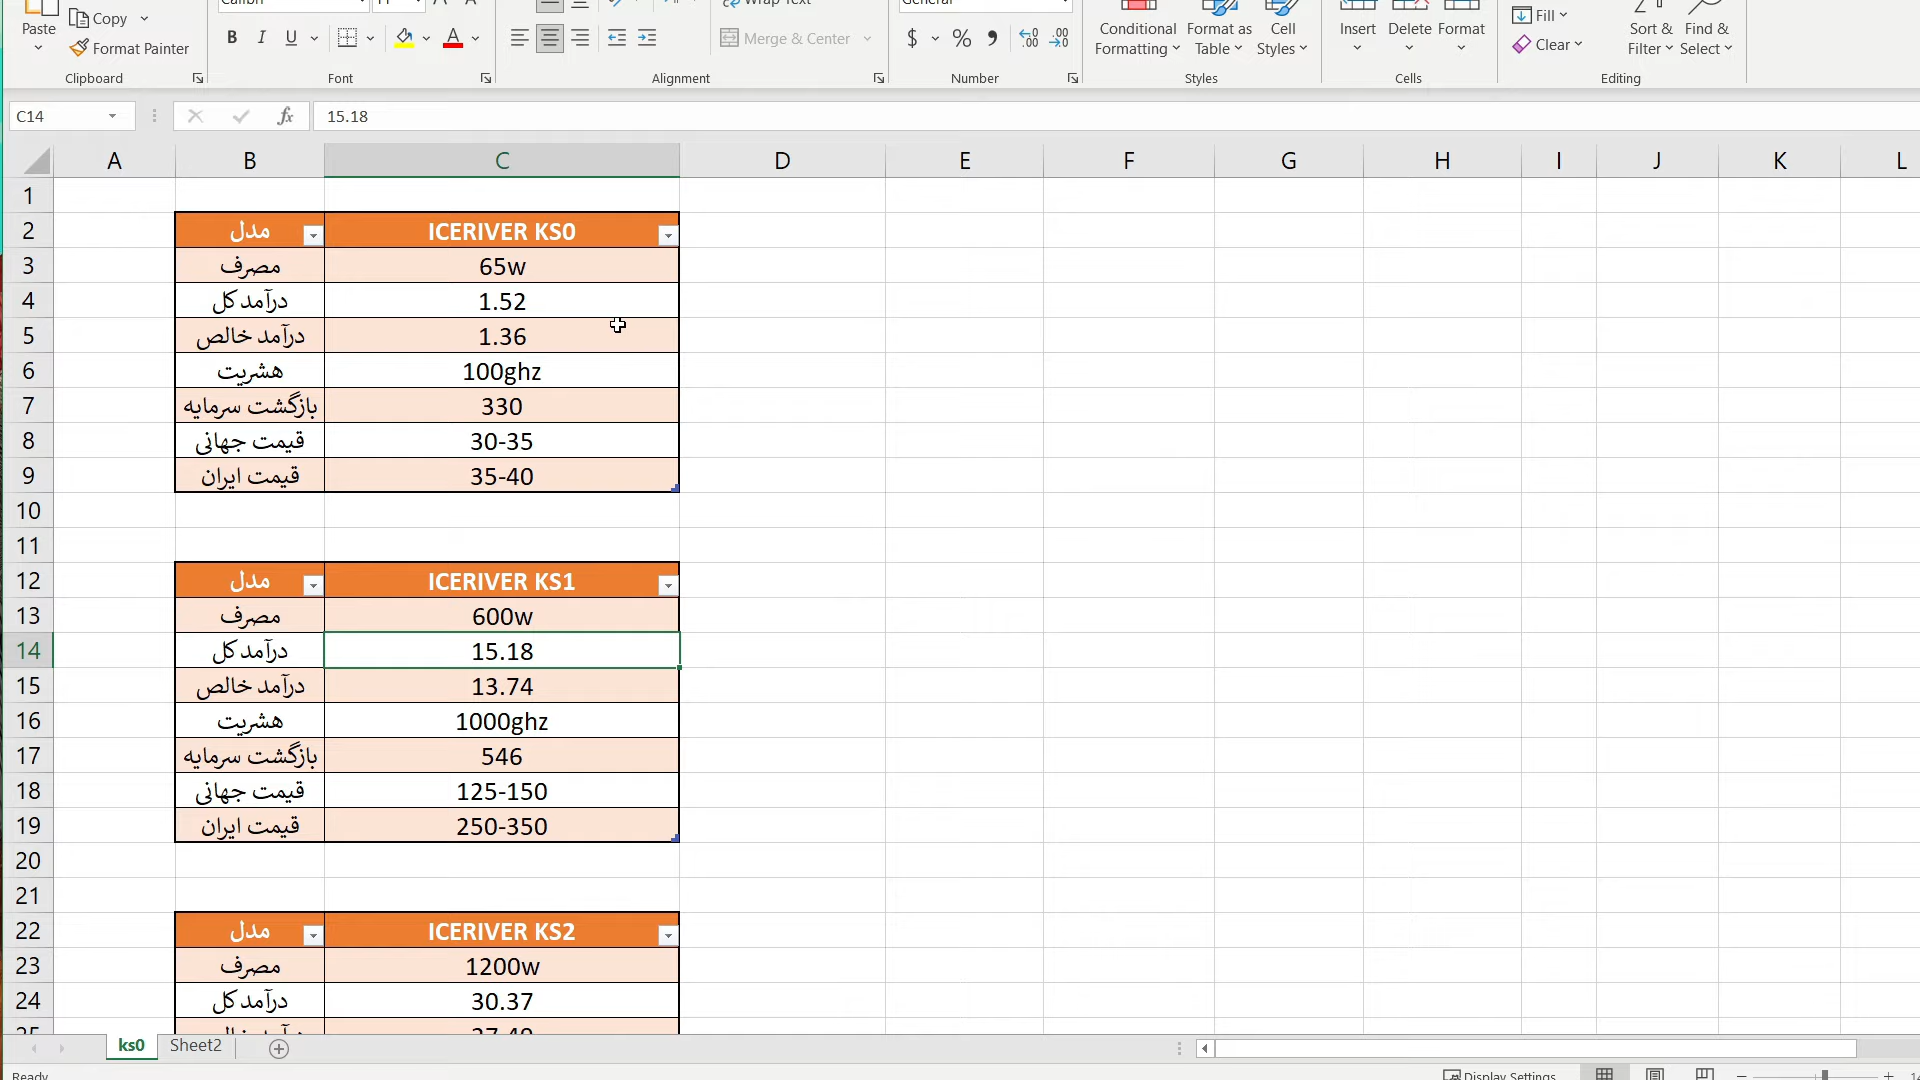 Paste
Copy
Format Painter
Clipboard
B I U A
Font
Merge & Center
Alignment
$ % 9 .00
Number
Conditional Formatting
Format as Table
Cell Styles
Styles
Insert Delete Format
Cells
Fill
Clear
Sort & Filter
Find & Select
Editing
C14 fx 15.18
A B C D E F G H I J K L
1
2 مدل ICERIVER KS0
3 مصرف 65w
4 درآمد کل 1.52
5 درآمد خالص 1.36
6 هشریت 100ghz
7 بازگشت سرمایه 330
8 قیمت جهانی 30-35
9 قیمت ایران 35-40
10
11
12 مدل ICERIVER KS1
13 مصرف 600w
14 درآمد کل 15.18
15 درآمد خالص 13.74
16 هشریت 1000ghz
17 بازگشت سرمایه 546
18 قیمت جهانی 125-150
19 قیمت ایران 250-350
20
21
22 مدل ICERIVER KS2
23 مصرف 1200w
24 درآمد کل 30.37
ks0 Sheet2
Ready
Display Settings